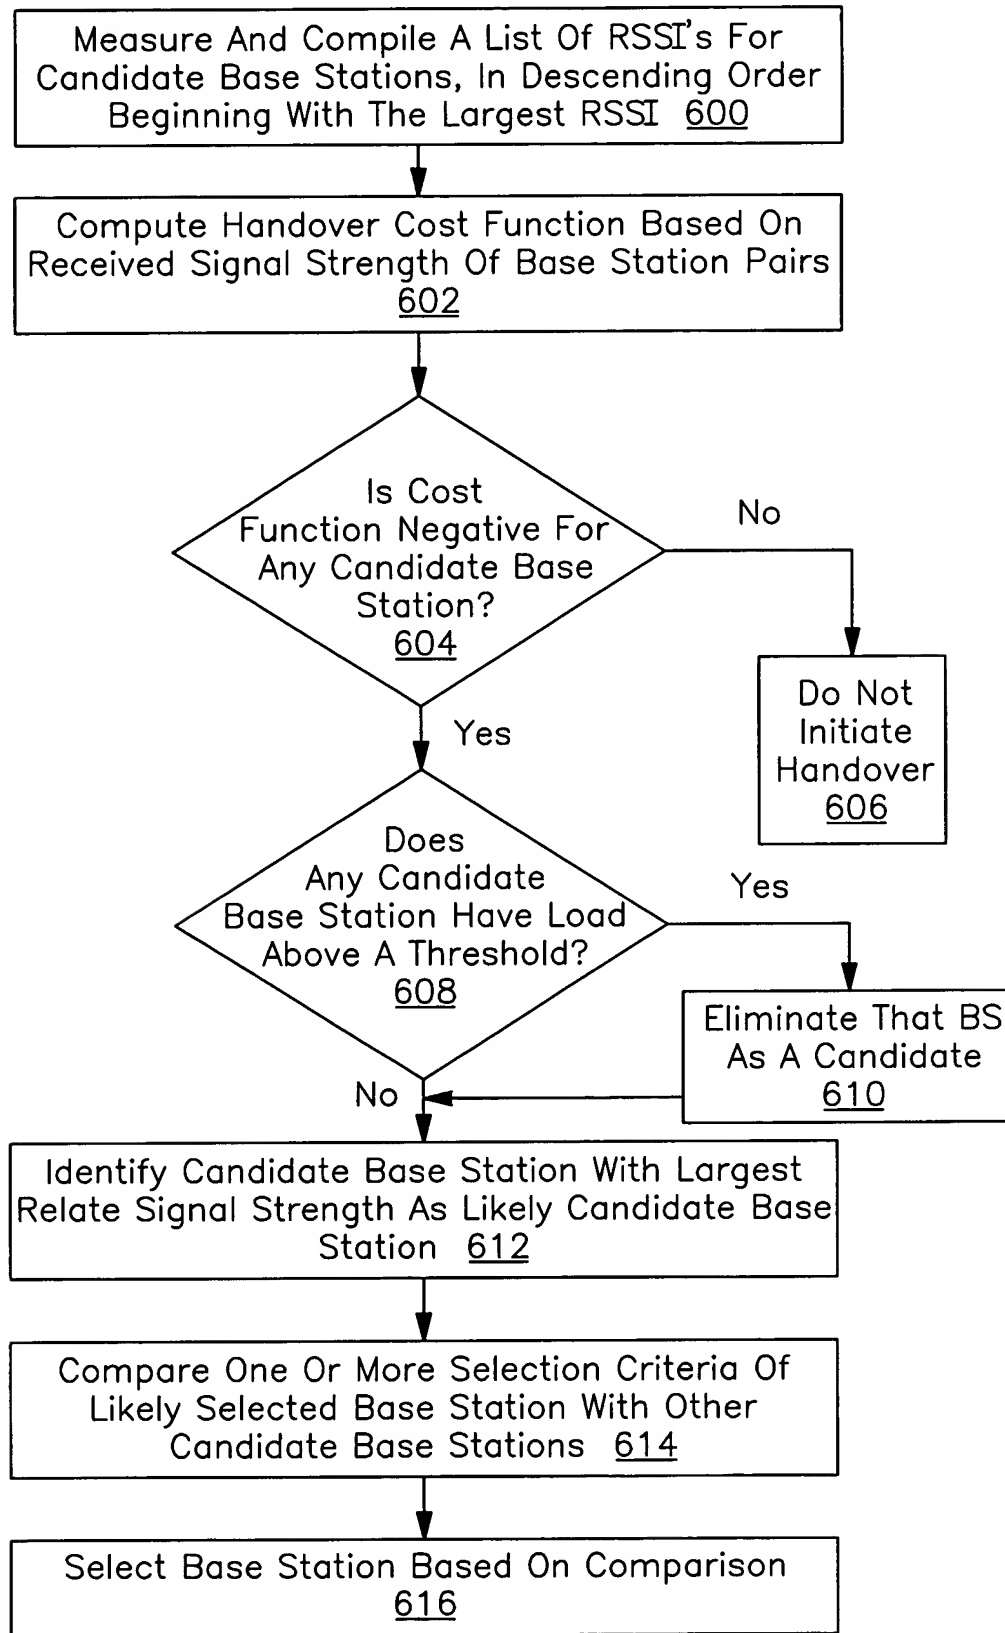 Measure And Compile A List Of RSSI's For
Candidate Base Stations, In Descending Order
Beginning With The Largest RSSI 600
Compute Handover Cost Function Based On
Received Signal Strength Of Base Station Pairs
602
Is Cost
Function Negative For
Any Candidate Base
Station?
604
No
Do Not
Initiate
Handover
606
Yes
Does
Any Candidate
Base Station Have Load
Above A Threshold?
608
Yes
Eliminate That BS
As A Candidate
610
No
Identify Candidate Base Station With Largest
Relate Signal Strength As Likely Candidate Base
Station 612
Compare One Or More Selection Criteria Of
Likely Selected Base Station With Other
Candidate Base Stations 614
Select Base Station Based On Comparison
616